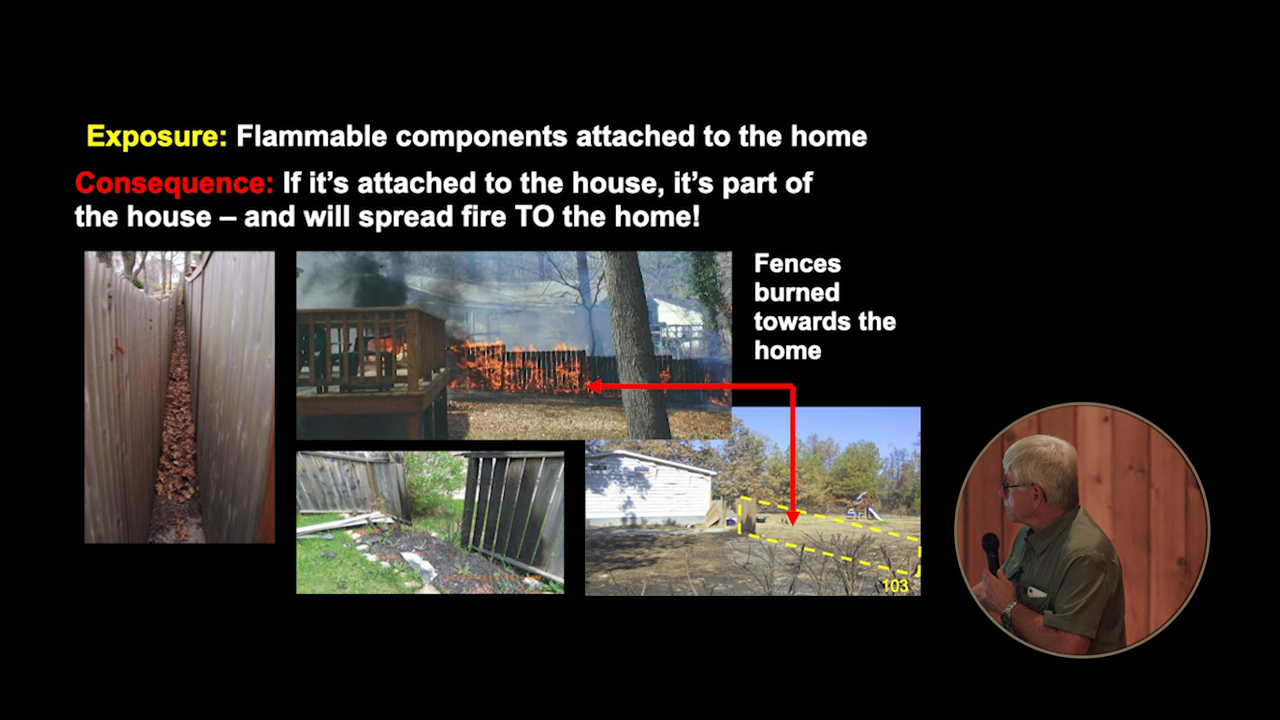 Exposure: Flammable components attached to the home
Consequence: If it’s attached to the house, it’s part of
the house – and will spread fire TO the home!
Fences
burned
towards the
home
103